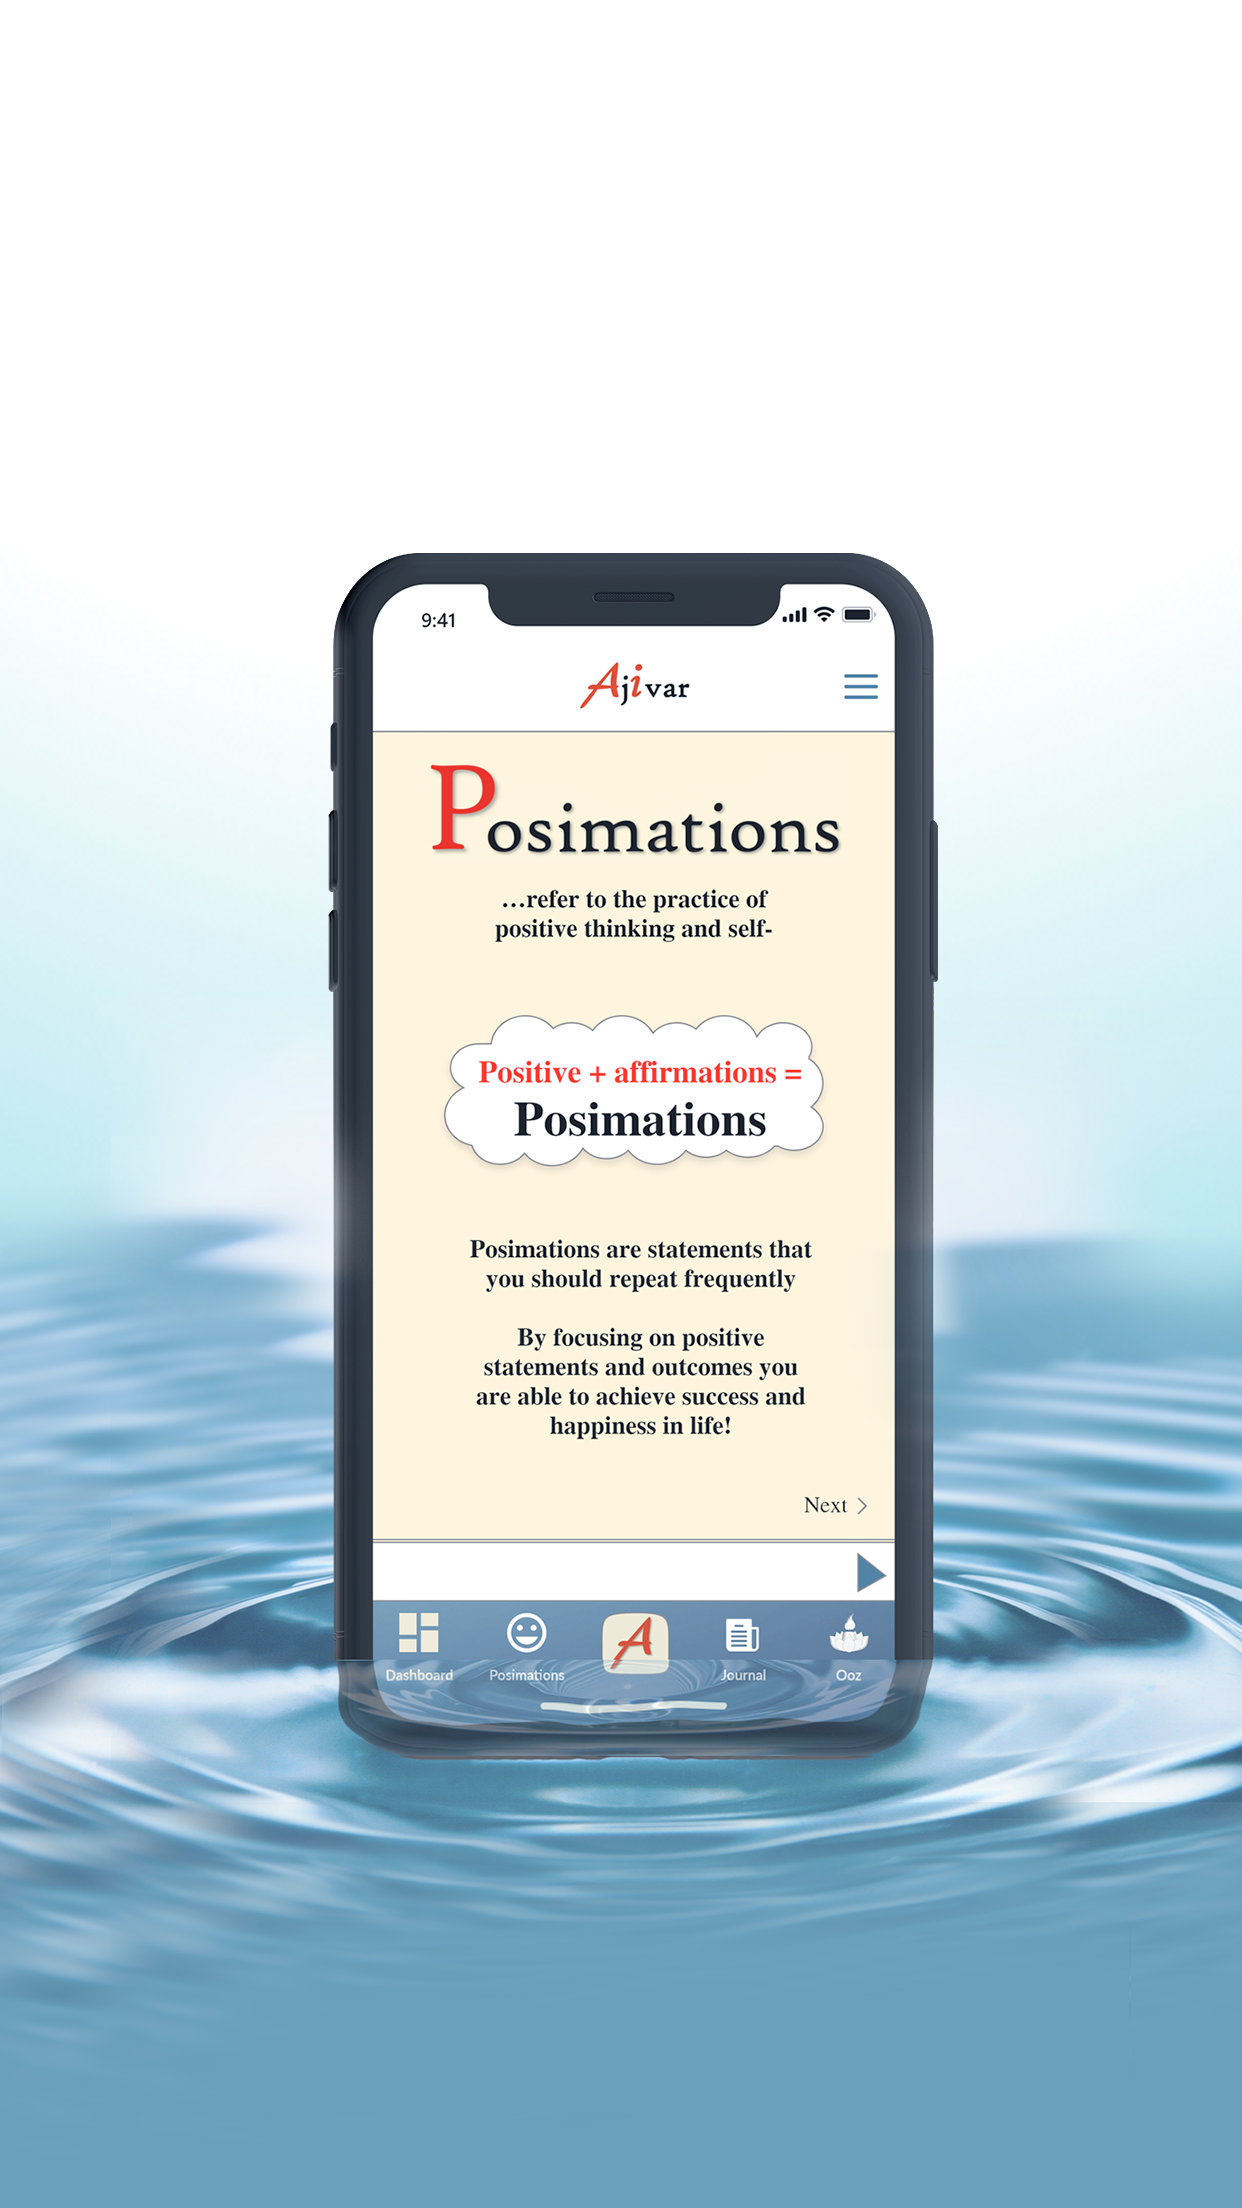 9:41
Ajivar
Posimations
...refer to the practice of
positive thinking and self-
Positive + affirmations =
Posimations
Posimations are statements that
you should repeat frequently
By focusing on positive
statements and outcomes you
are able to achieve success and
happiness in life!
Next >
A
Dashboard Posimations Journal Ooz